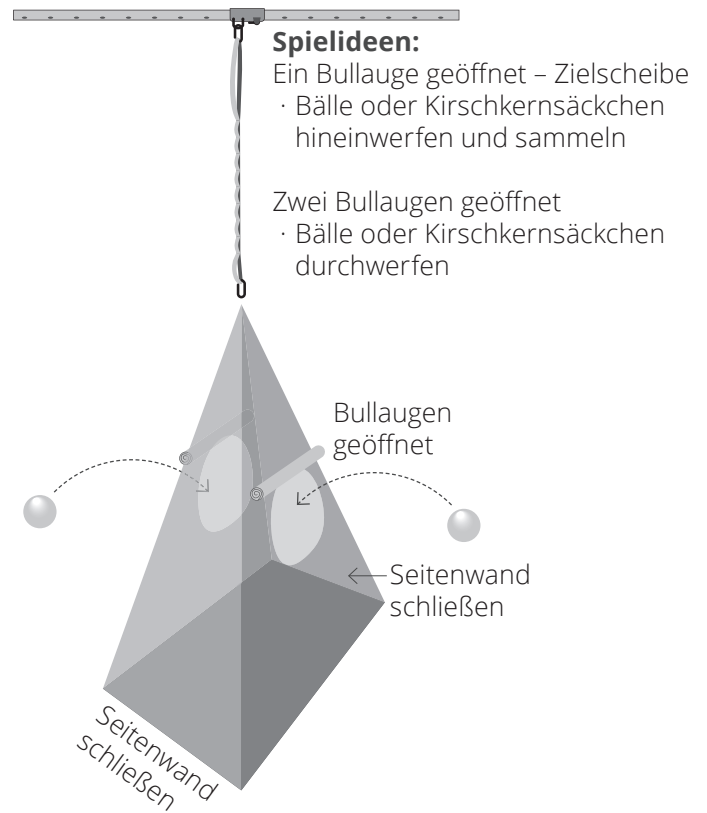 Spielideen:
Ein Bullauge geöffnet – Zielscheibe
· Bälle oder Kirschkernsäckchen
hineinwerfen und sammeln
Zwei Bullaugen geöffnet
· Bälle oder Kirschkernsäckchen
durchwerfen
Bullaugen
geöffnet
Seitenwand
schließen
Seitenwand
schließen